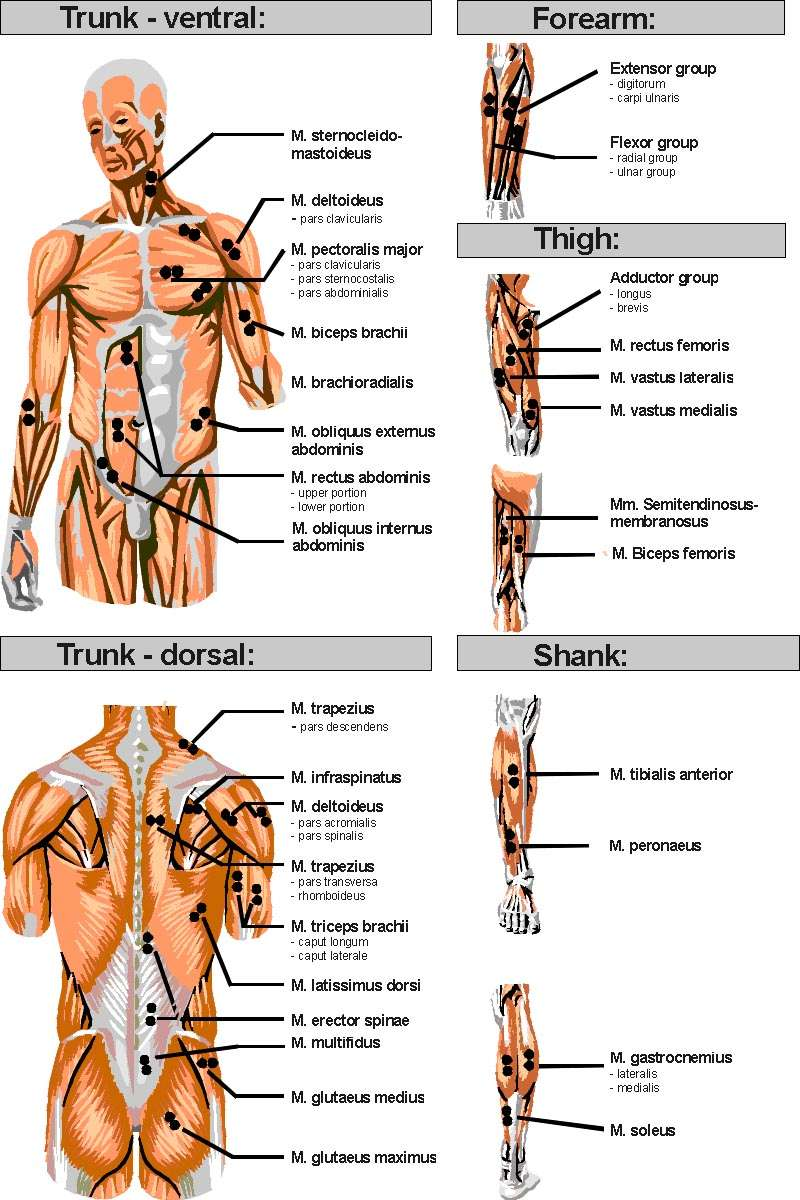 Trunk - ventral:
M. sternocleido-
mastoideus
M. deltoideus
- pars clavicularis
M. pectoralis major
- pars clavicularis
- pars sternocostalis
- pars abdominialis
M. biceps brachii
M. brachioradialis
M. obliquus externus
abdominis
M. rectus abdominis
- upper portion
- lower portion
M. obliquus internus
abdominis
Forearm:
Extensor group
- digitorum
- carpi ulnaris
Flexor group
- radial group
- ulnar group
Thigh:
Adductor group
- longus
- brevis
M. rectus femoris
M. vastus lateralis
M. vastus medialis
Mm. Semitendinosus-
membranosus
M. Biceps femoris
Trunk - dorsal:
M. trapezius
- pars descendens
M. infraspinatus
M. deltoideus
- pars acromialis
- pars spinalis
M. trapezius
- pars transversa
- rhomboideus
M. triceps brachii
- caput longum
- caput laterale
M. latissimus dorsi
M. erector spinae
M. multifidus
M. glutaeus medius
M. glutaeus maximus
Shank:
M. tibialis anterior
M. peronaeus
M. gastrocnemius
- lateralis
- medialis
M. soleus